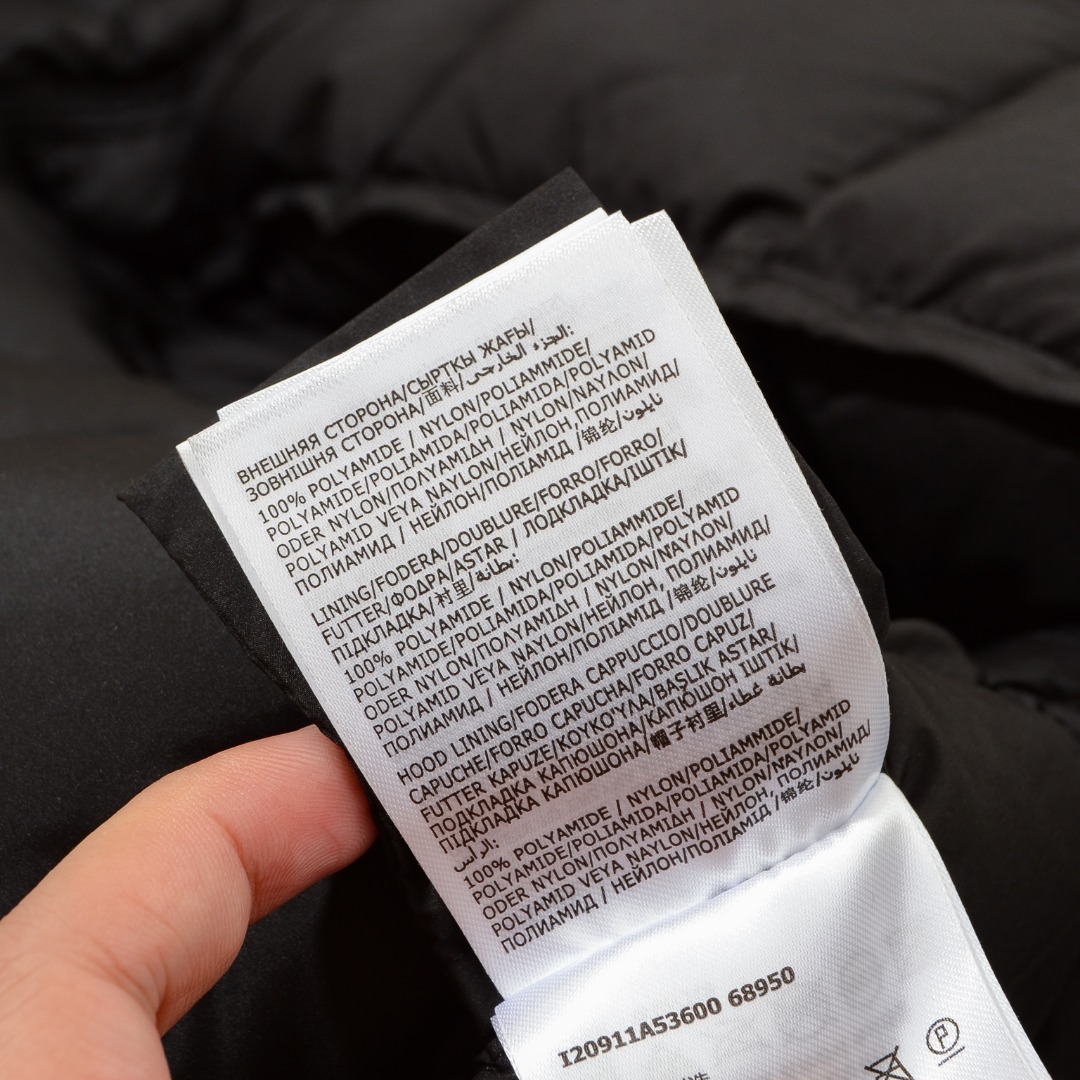 ВНЕШНЯЯ СТОРОНА/СЫРТҚЫ ЖАҒЫ/
ЗОВНІШНЯ СТОРОНА/面料/الجزء الخارجي:
100% POLYAMIDE / NYLON/POLIAMMIDE/
POLYAMIDE/POLIAMIDA/POLIAMIDA/POLYAMID
ODER NYLON/ΠΟΛΥΑΜΙΔΗ / NYLON/NAYLON/
POLYAMID VEYA NAYLON/НЕЙЛОН, ПОЛИАМИД/
ПОЛИАМИД / НЕЙЛОН/ПОЛІАМІД /锦纶/نايلون
LINING/FODERA/DOUBLURE/FORRO/FORRO/
FUTTER/ΦΟΔΡΑ/ASTAR / ПОДКЛАДКА/ІШТІК/
ПІДКЛАДКА/衬里/بطانة:
100% POLYAMIDE / NYLON/POLIAMMIDE/
POLYAMIDE/POLIAMIDA/POLIAMIDA/POLYAMID
ODER NYLON/ΠΟΛΥΑΜΙΔΗ / NYLON/NAYLON/
POLYAMID VEYA NAYLON/НЕЙЛОН, ПОЛИАМИД/
ПОЛИАМИД / НЕЙЛОН/ПОЛІАМІД /锦纶/نايلون
HOOD LINING/FODERA CAPPUCCIO/DOUBLURE
CAPUCHE/FORRO CAPUCHA/FORRO CAPUZ/
FUTTER KAPUZE/ΚΟΥΚΟΎΛΑ/BAŞLIK ASTAR/
ПОДКЛАДКА КАПЮШОНА/КАПЮШОН ІШТІК/
ПІДКЛАДКА КАПЮШОНА/帽子衬里/بطانة غطاء
الرأس:
100% POLYAMIDE / NYLON/POLIAMMIDE/
POLYAMIDE/POLIAMIDA/POLIAMIDA/POLYAMID
ODER NYLON/ΠΟΛΥΑΜΙΔΗ / NYLON/NAYLON/
POLYAMID VEYA NAYLON/НЕЙЛОН, ПОЛИАМИД/
ПОЛИАМИД / НЕЙЛОН/ПОЛІАМІД /锦纶/نايلون
I20911A53600 68950
P